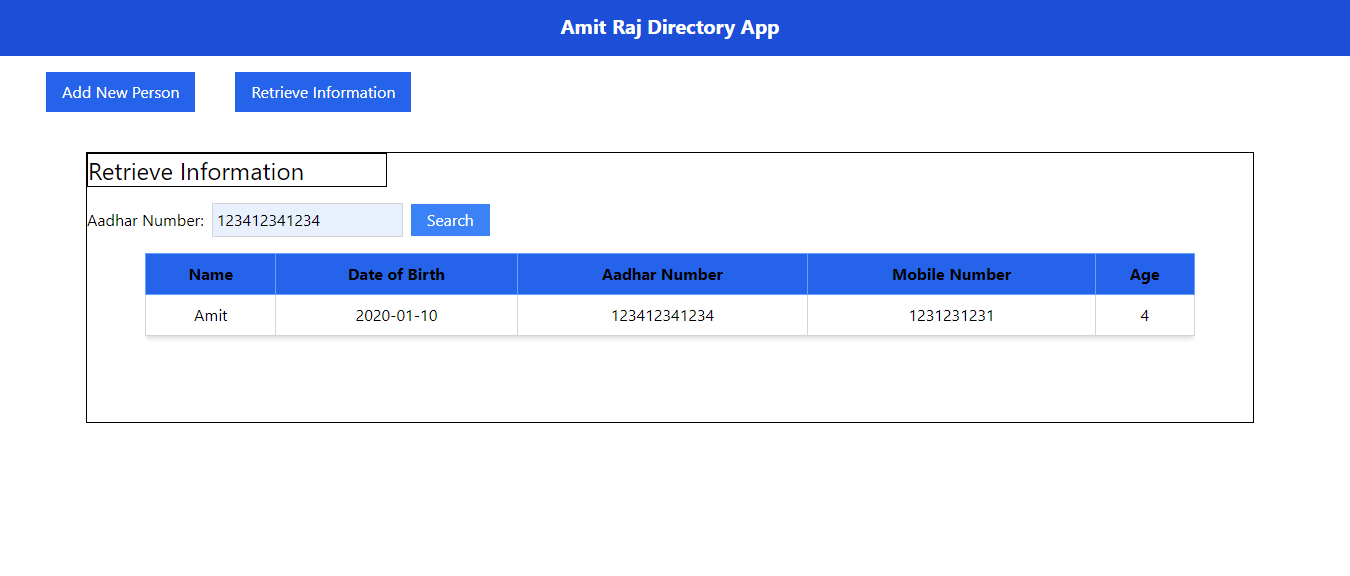 Amit Raj Directory App
Add New Person Retrieve Information
Retrieve Information
Aadhar Number: 123412341234 Search
Name Date of Birth Aadhar Number Mobile Number Age
Amit 2020-01-10 123412341234 1231231231 4